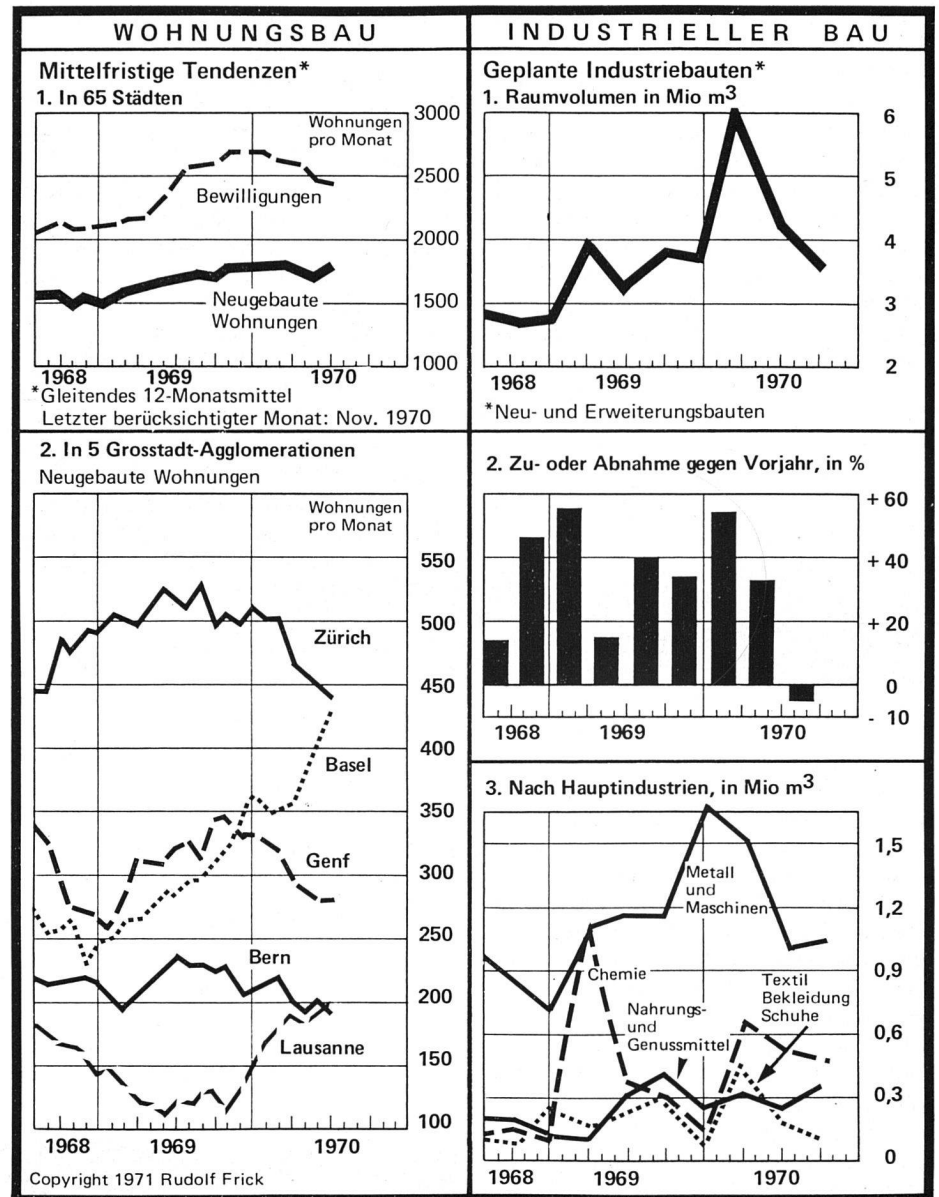 WOHNUNGSBAU
Mittelfristige Tendenzen*
1. In 65 Städten
Wohnungen
pro Monat
3000
2500
2000
1500
1000
Bewilligungen
Neugebaute
Wohnungen
1968 1969 1970
*Gleitendes 12-Monatsmittel
Letzter berücksichtigter Monat: Nov. 1970
2. In 5 Grosstadt-Agglomerationen
Neugebaute Wohnungen
Wohnungen
pro Monat
550
500
450
400
350
300
250
200
150
100
Zürich
Basel
Genf
Bern
Lausanne
1968 1969 1970
Copyright 1971 Rudolf Frick
INDUSTRIELLER BAU
Geplante Industriebauten*
1. Raumvolumen in Mio m³
6
5
4
3
2
1968 1969 1970
*Neu- und Erweiterungsbauten
2. Zu- oder Abnahme gegen Vorjahr, in %
+ 60
+ 40
+ 20
0
- 10
1968 1969 1970
3. Nach Hauptindustrien, in Mio m³
1,5
1,2
0,9
0,6
0,3
0
Metall
und
Maschinen
Chemie
Nahrungs-
und
Genussmittel
Textil
Bekleidung
Schuhe
1968 1969 1970